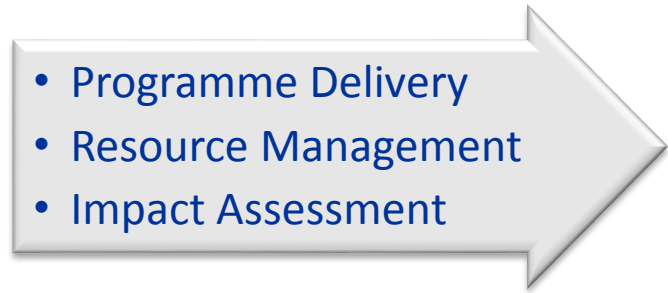 • Programme Delivery
• Resource Management
• Impact Assessment